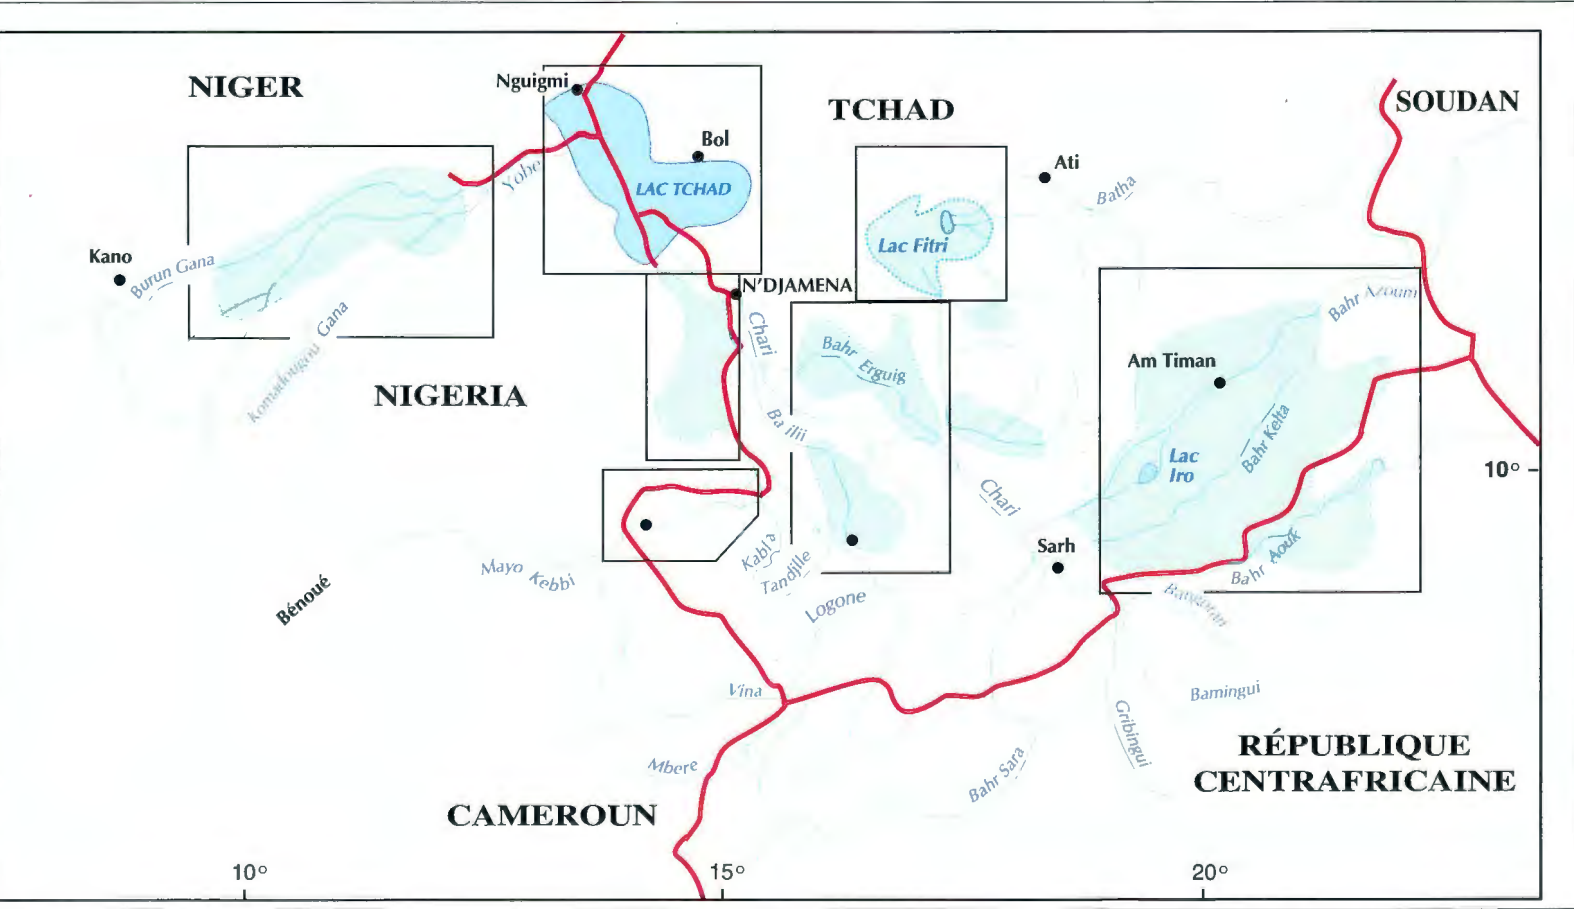 NIGER
Nguigmi
TCHAD
SOUDAN
Bol
Ati
Yobe
LAC TCHAD
Batha
Lac Fitri
Kano
Burun Gana
N'DJAMENA
Bahr Azoum
Komadougou Gana
Chari
Bahr
Erguig
Am Timan
NIGERIA
Ba Illi
Bahr Kelta
Lac
Iro
10°
Chari
Sarh
Kabia
Tandjile
Bahr Aouk
Mayo Kebbi
Bénoué
Logone
Bangoran
Vina
Bamingui
Gribingui
Mbere
Bahr Sara
RÉPUBLIQUE
CENTRAFRICAINE
CAMEROUN
10°
15°
20°